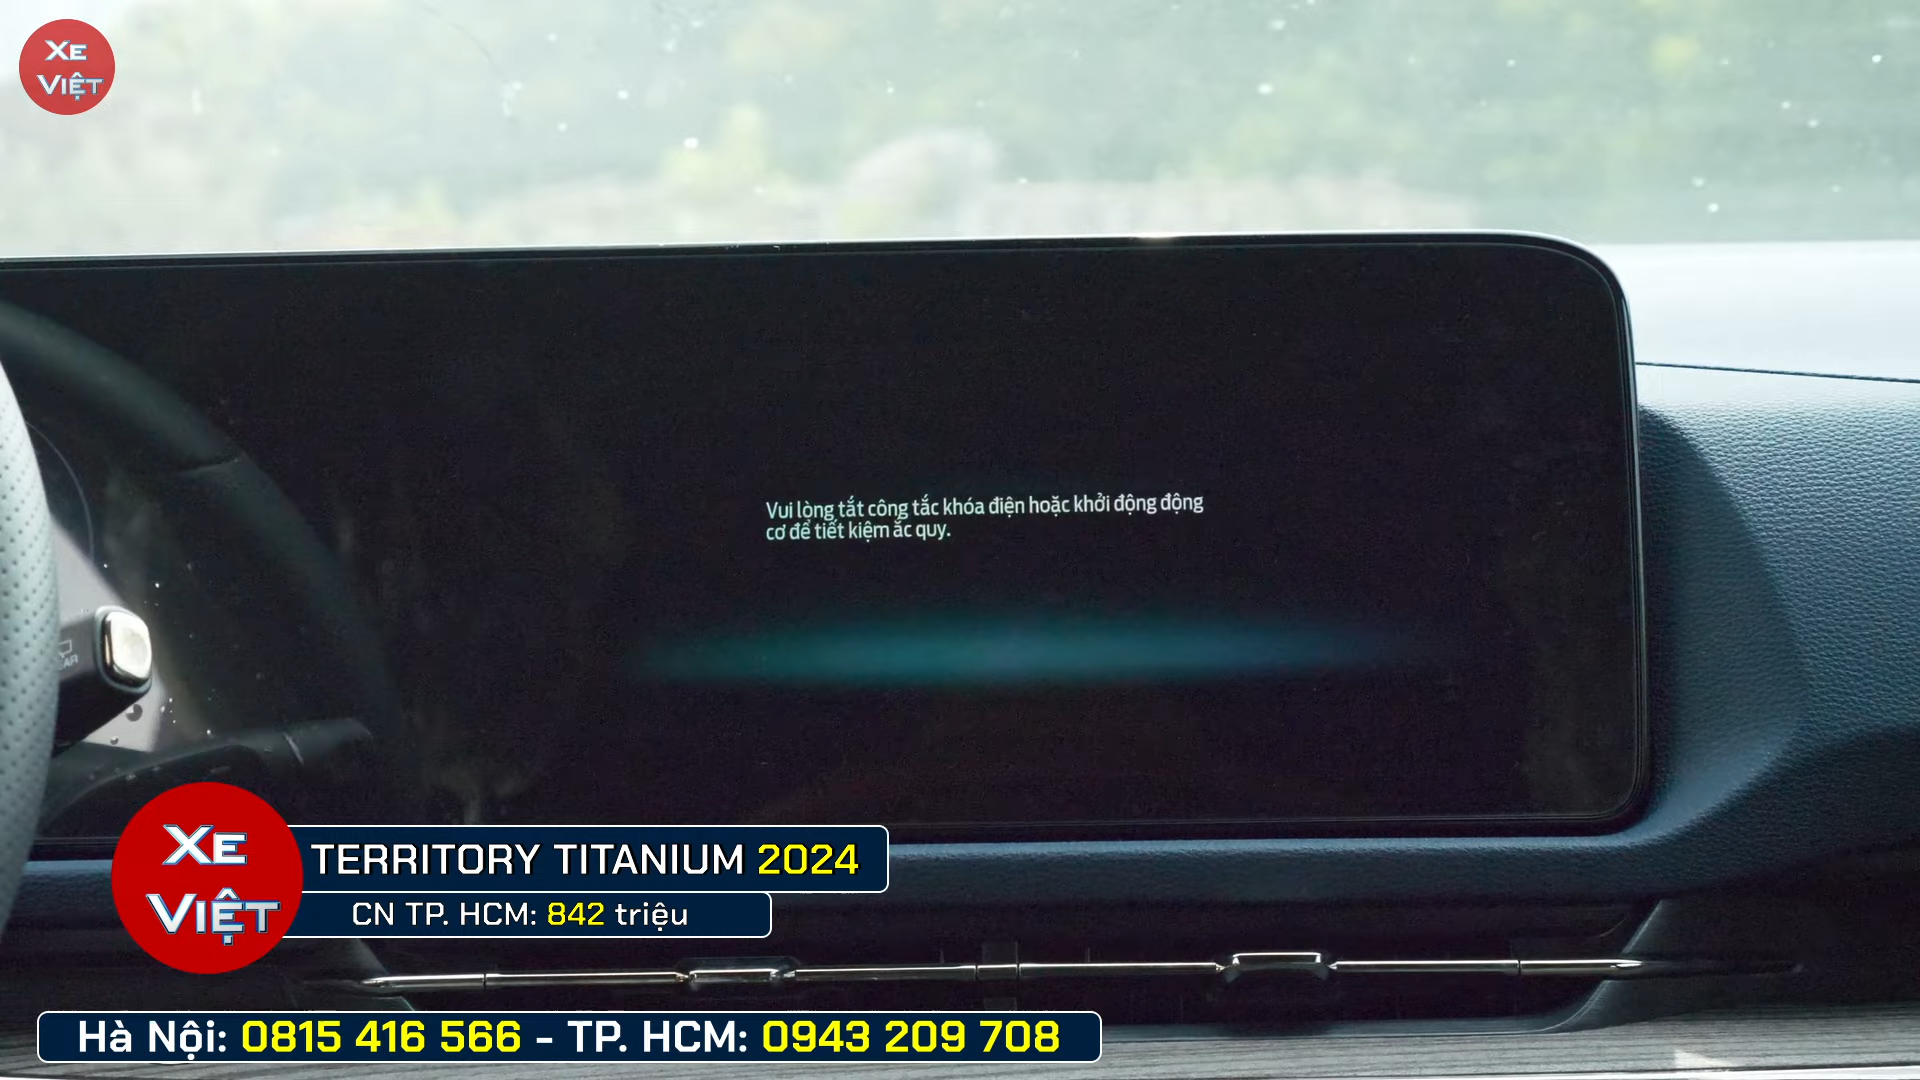 XE
VIỆT
Vui lòng tắt công tắc khóa điện hoặc khởi động động
cơ để tiết kiệm ắc quy.
XE
VIỆT
TERRITORY TITANIUM 2024
CN TP. HCM: 842 triệu
Hà Nội: 0815 416 566 - TP. HCM: 0943 209 708